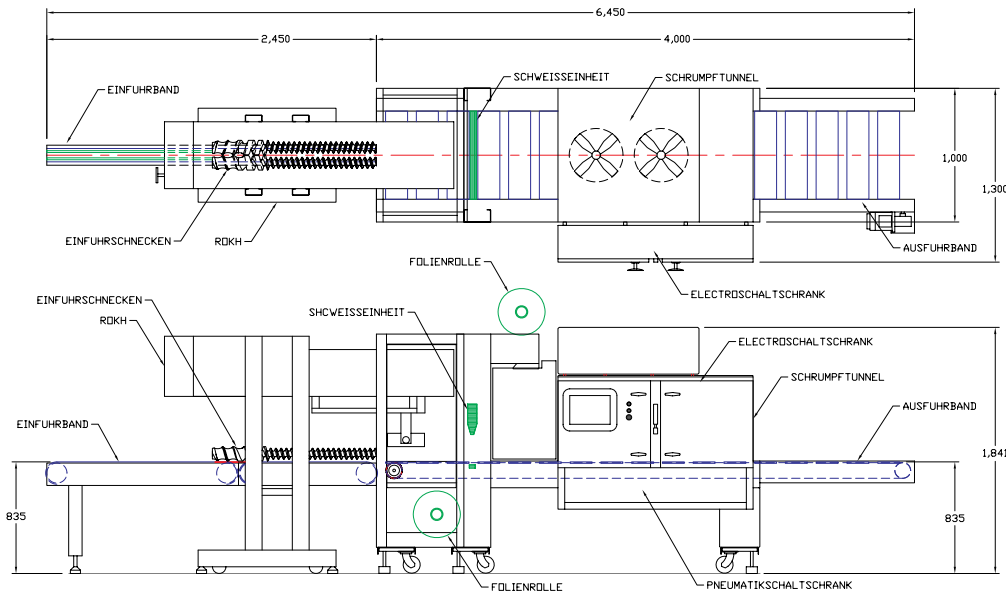 6,450
2,450
4,000
SCHWEISSEINHEIT
SCHRUMPFTUNNEL
EINFUHRBAND
1,000
1,300
EINFUHRSCHNECKEN
ROKH
AUSFUHRBAND
FOLIENROLLE
ELECTROSCHALTSCHRANK
EINFUHRSCHNECKEN
SHCWEISSEINHEIT
ROKH
ELECTROSCHALTSCHRANK
SCHRUMPFTUNNEL
EINFUHRBAND
AUSFUHRBAND
1,841
835
835
FOLIENROLLE
PNEUMATIKSCHALTSCHRANK